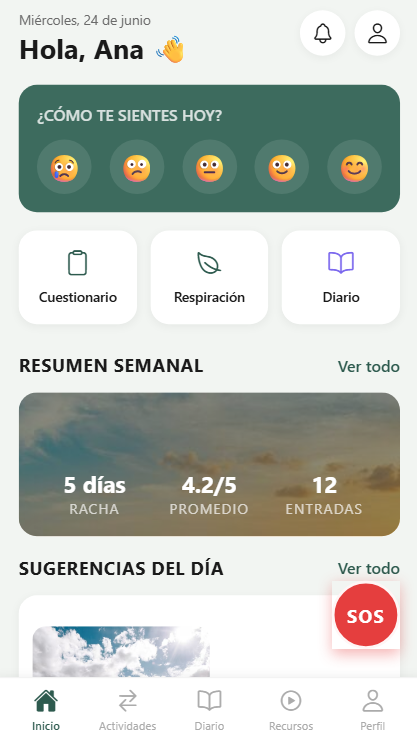 Miércoles, 24 de junio
Hola, Ana 👋
¿CÓMO TE SIENTES HOY?
Cuestionario Respiración Diario
RESUMEN SEMANAL Ver todo
5 días 4.2/5 12
RACHA PROMEDIO ENTRADAS
SUGERENCIAS DEL DÍA Ver todo
SOS
Inicio Actividades Diario Recursos Perfil